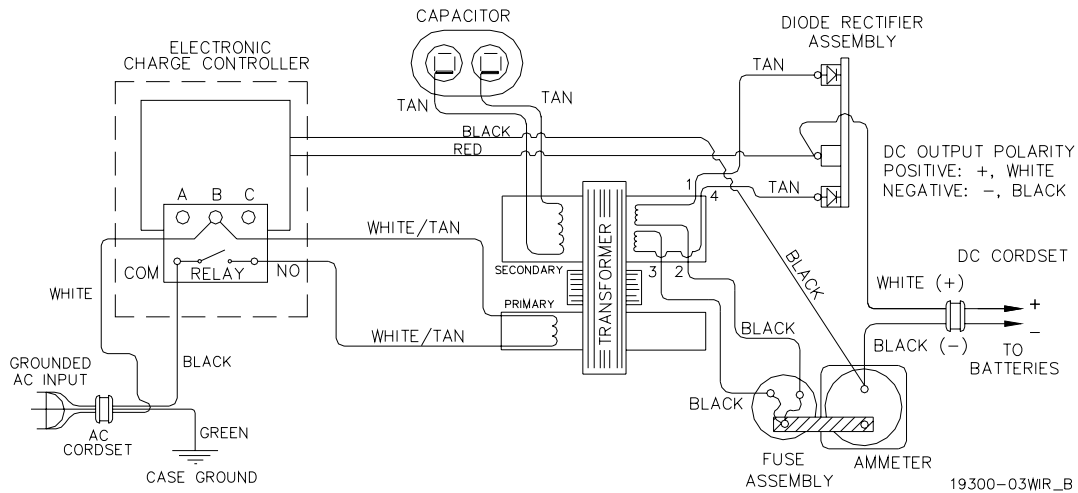 CAPACITOR
DIODE RECTIFIER
ASSEMBLY
ELECTRONIC
CHARGE CONTROLLER
TAN
TAN
TAN
BLACK
RED
DC OUTPUT POLARITY
POSITIVE: +, WHITE
NEGATIVE: −, BLACK
A B C
1
4
TAN
WHITE/TAN
TRANSFORMER
COM
RELAY
NO
SECONDARY
3 2
BLACK
DC CORDSET
WHITE
WHITE (+)
+
PRIMARY
WHITE/TAN
BLACK
−
BLACK (−)
TO
BATTERIES
GROUNDED
AC INPUT
BLACK
BLACK
AC
CORDSET
GREEN
CASE GROUND
FUSE
ASSEMBLY
AMMETER
19300−03WIR_B